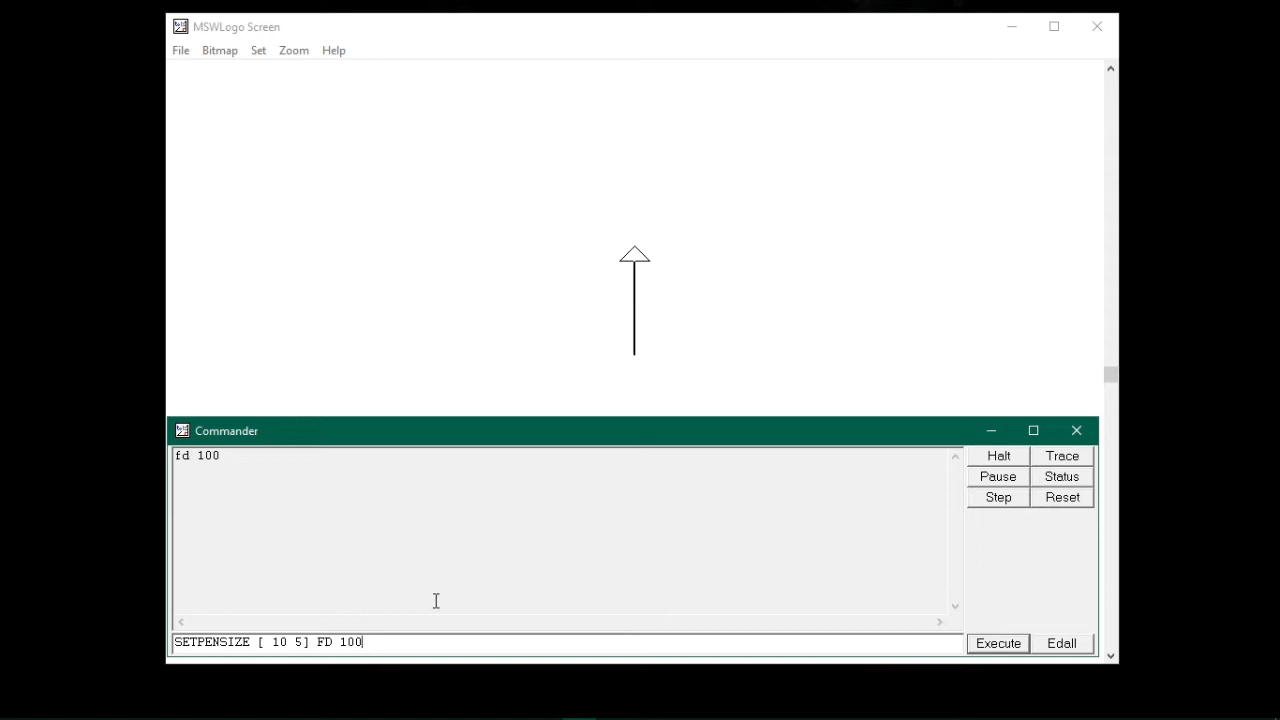 MSWLogo Screen
File Bitmap Set Zoom Help
Commander
fd 100
Halt Trace
Pause Status
Step Reset
SETPENSIZE [ 10 5] FD 100
Execute Edall